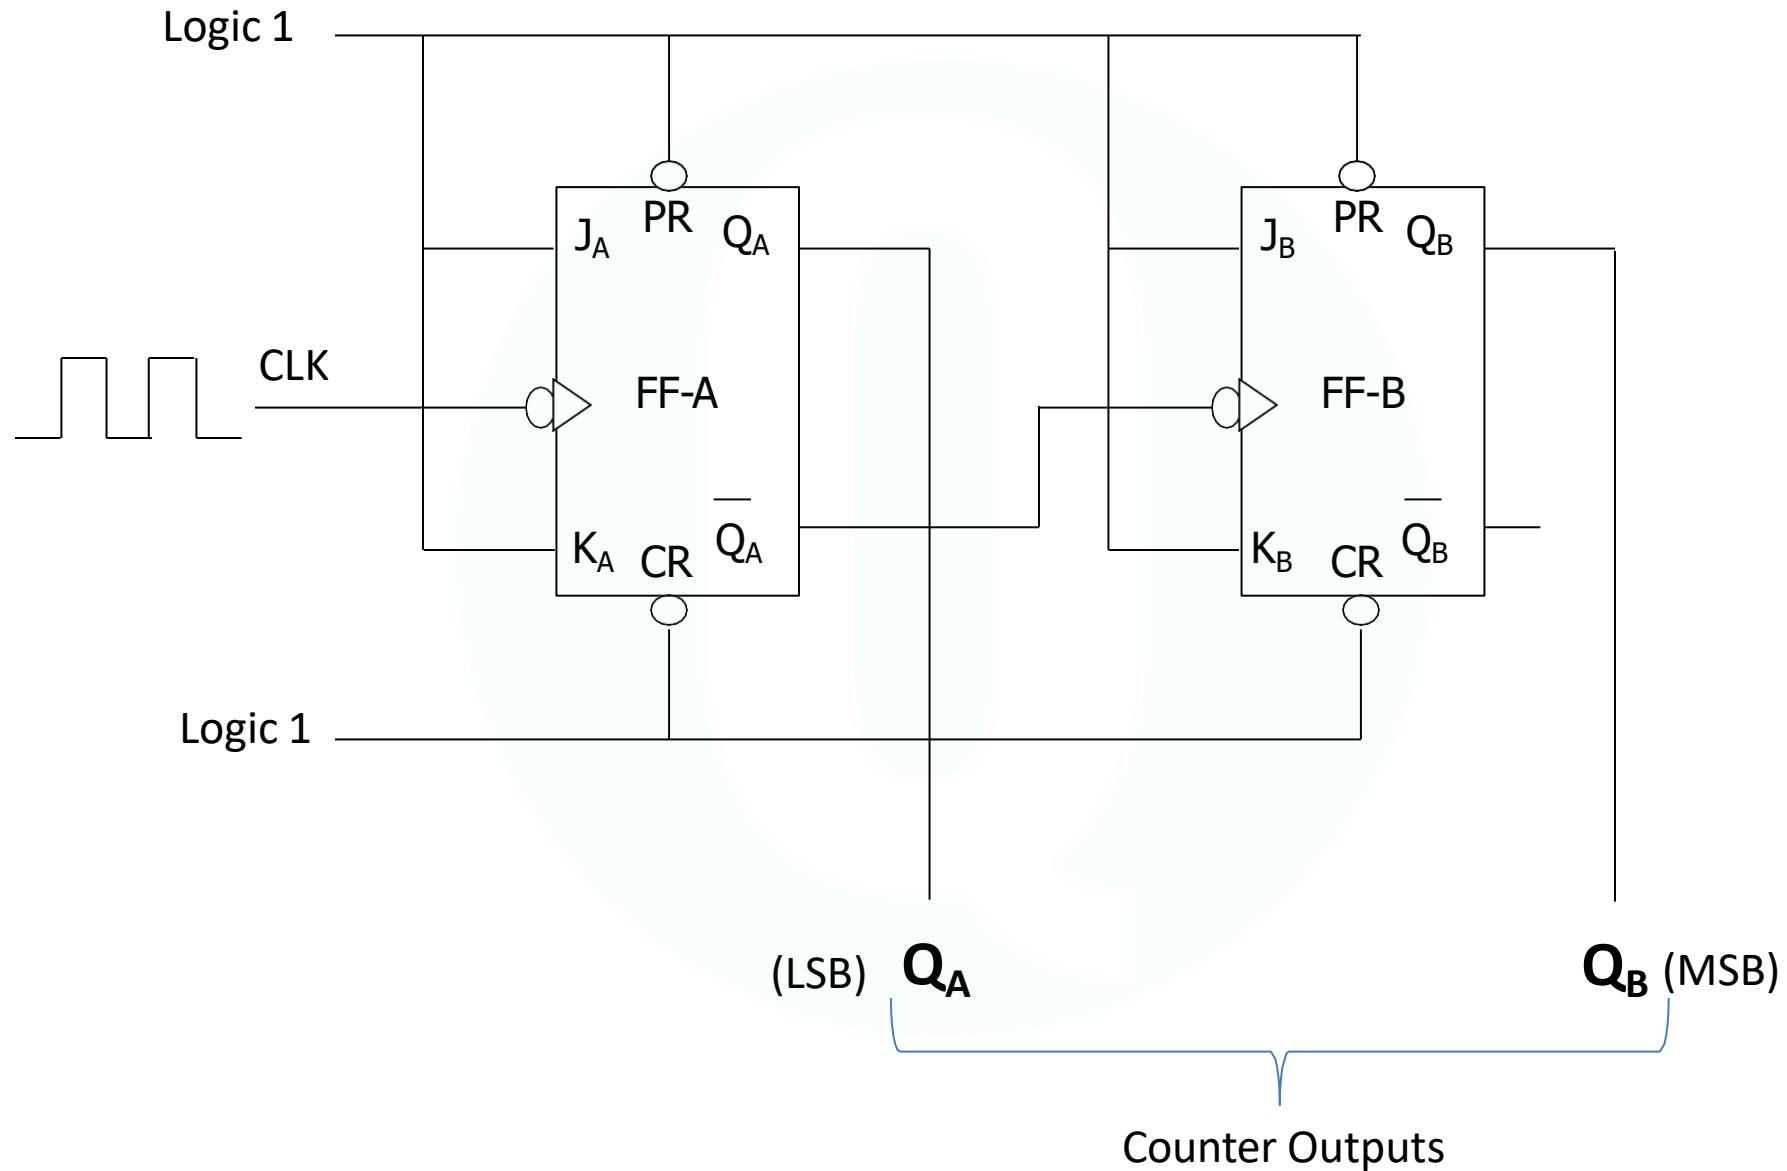 Logic 1
PR
J_A
Q_A
PR
J_B
Q_B
CLK
FF-A
FF-B
K_A
CR
Q̅_A
K_B
CR
Q̅_B
Logic 1
(LSB) Q_A
Q_B (MSB)
Counter Outputs